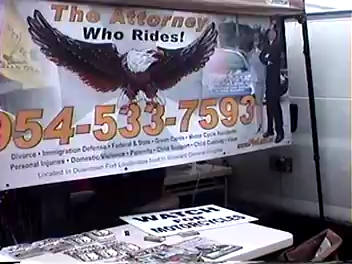 The Attorney
Who Rides!
954-533-7593
Divorce • Immigration Defense • Federal & State • Green Cards • Motor Cycle Accidents
Personal Injuries • Domestic Violence • Paternity • Child Support • Child Custody •
Located in Downtown Fort Lauderdale
WATCH
FOR
MOTORCYCLES